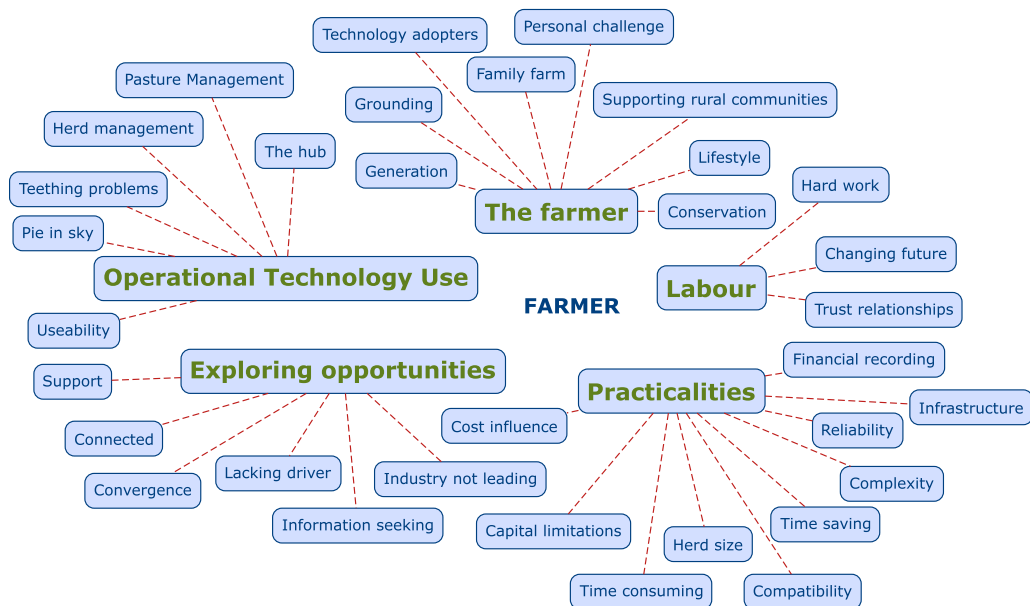 Personal challenge
Technology adopters
Family farm
Pasture Management
Grounding
Supporting rural communities
Herd management
The hub
Lifestyle
Generation
Hard work
Teething problems
The farmer
Conservation
Pie in sky
Changing future
Operational Technology Use
Labour
FARMER
Trust relationships
Useability
Financial recording
Exploring opportunities
Support
Practicalities
Infrastructure
Cost influence
Reliability
Connected
Lacking driver
Industry not leading
Complexity
Convergence
Information seeking
Time saving
Capital limitations
Herd size
Time consuming
Compatibility